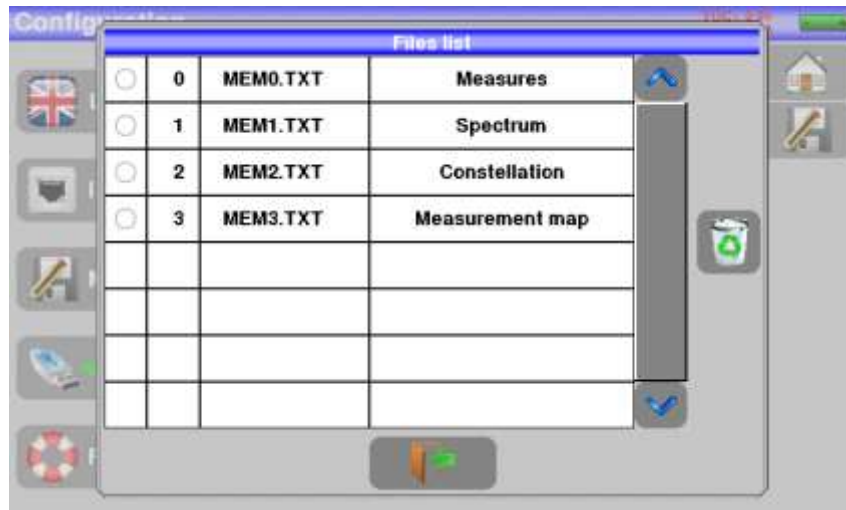 Files list
0 MEM0.TXT Measures
1 MEM1.TXT Spectrum
2 MEM2.TXT Constellation
3 MEM3.TXT Measurement map